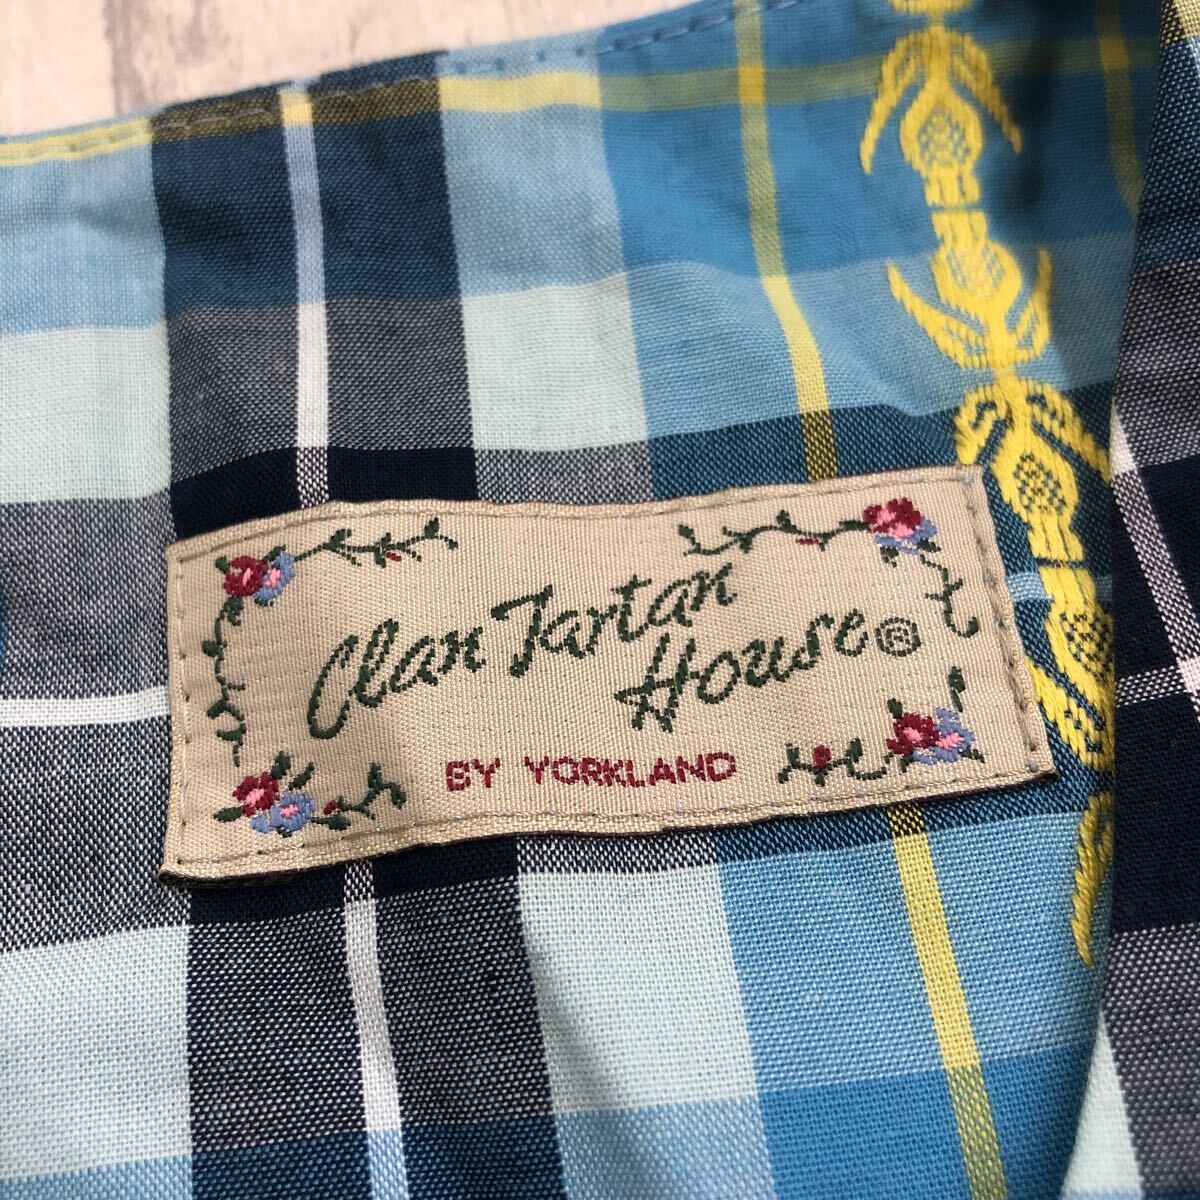 Clan Tartan
House®
BY YORKLAND